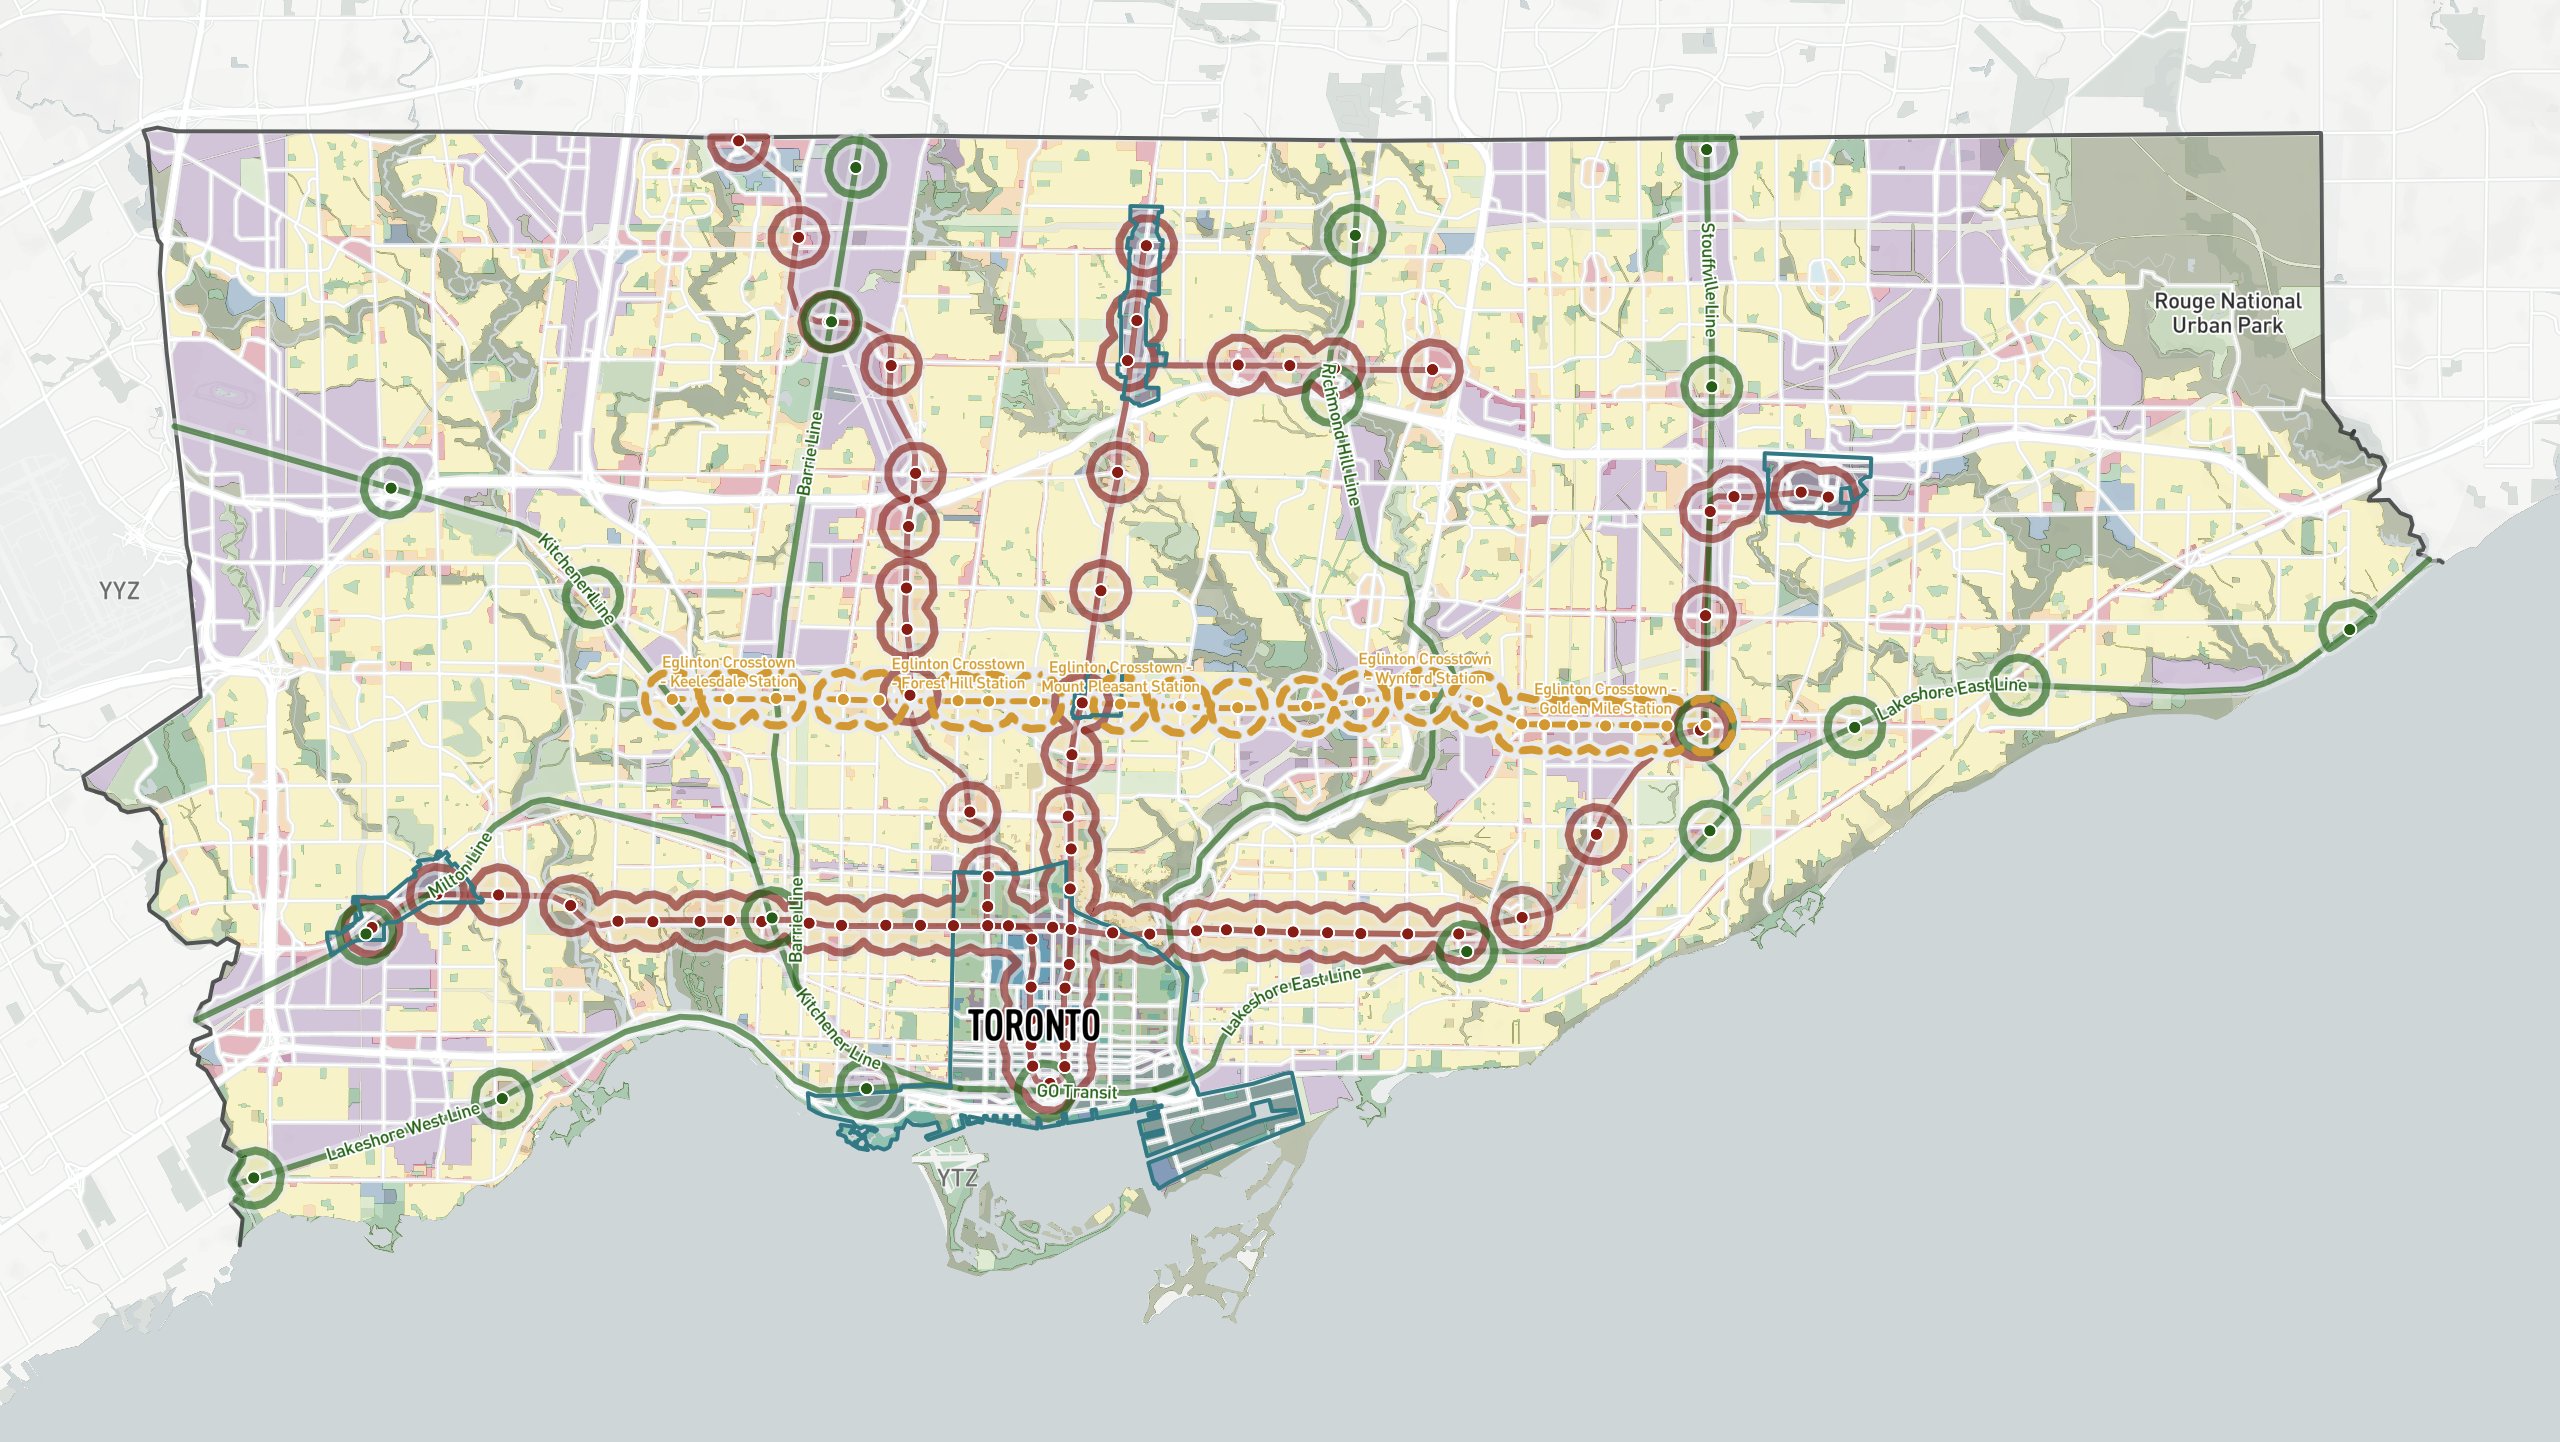 Stouffville Line
Rouge National
Urban Park
Barrie Line
Richmond Hill Line
Kitchener Line
YYZ
Eglinton Crosstown
- Keelesdale Station
Eglinton Crosstown
- Forest Hill Station
Eglinton Crosstown -
Mount Pleasant Station
Eglinton Crosstown
- Wynford Station
Eglinton Crosstown -
Golden Mile Station
Lakeshore East Line
Milton Line
Barrie Line
Lakeshore East Line
TORONTO
Kitchener Line
GO Transit
Lakeshore West Line
YTZ